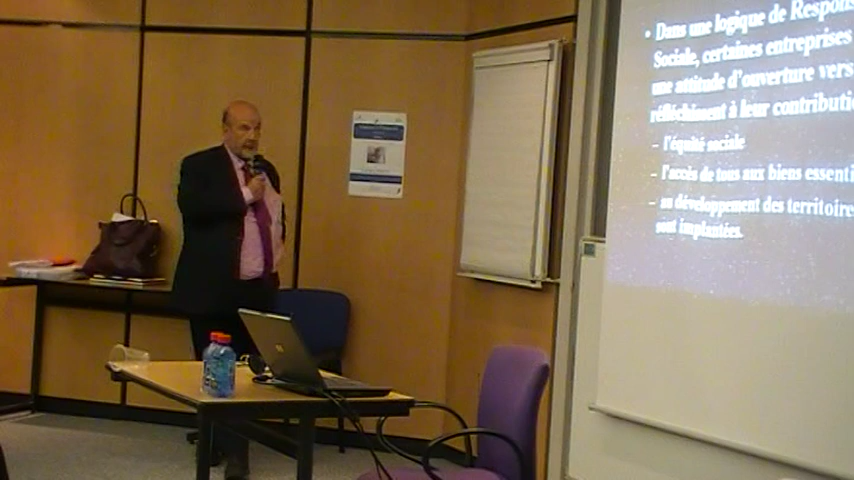 • Dans une logique de Respons
Sociale, certaines entreprises
une attitude d'ouverture vers
réfléchissent à leur contributi
– l'équité sociale
– l'accès de tous aux biens essenti
– au développement des territoire
sont implantées.